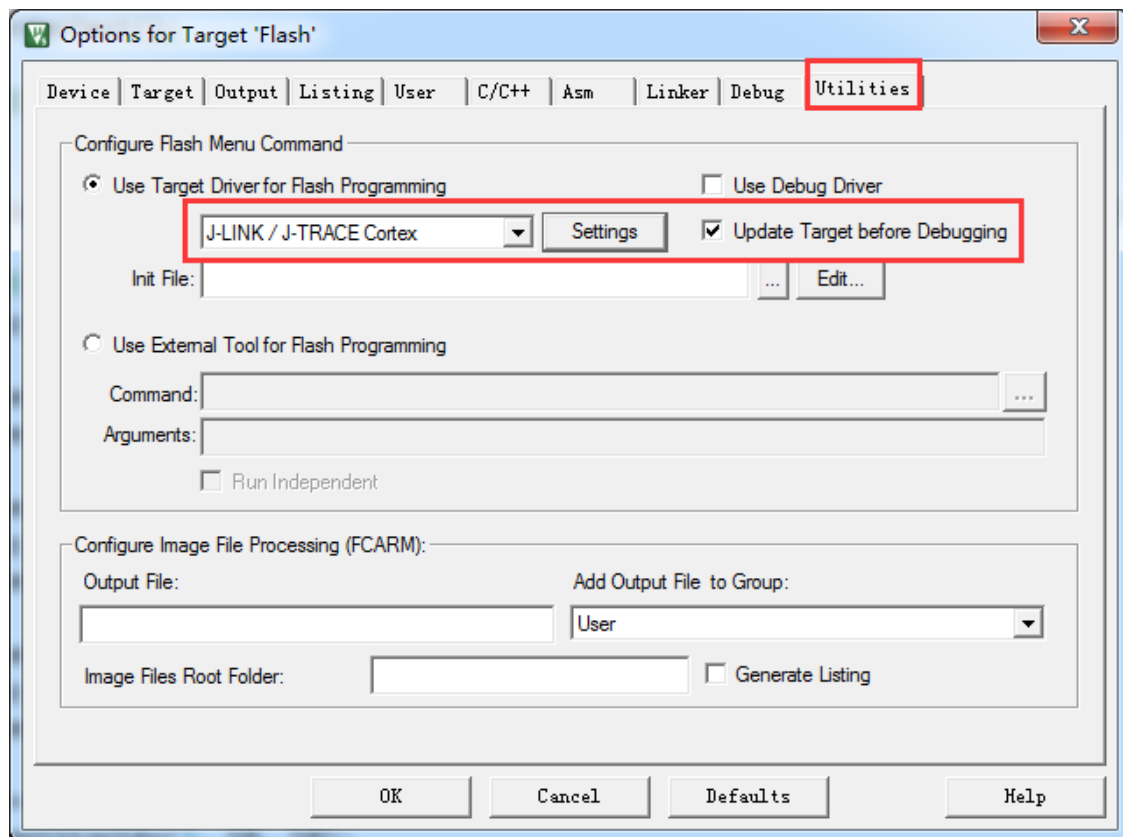 Options for Target 'Flash'
Device Target Output Listing User C/C++ Asm Linker Debug Utilities
Configure Flash Menu Command
Use Target Driver for Flash Programming Use Debug Driver
J-LINK / J-TRACE Cortex Settings Update Target before Debugging
Init File: ... Edit...
Use External Tool for Flash Programming
Command: ...
Arguments:
Run Independent
Configure Image File Processing (FCARM):
Output File: Add Output File to Group:
User
Image Files Root Folder: Generate Listing
OK Cancel Defaults Help